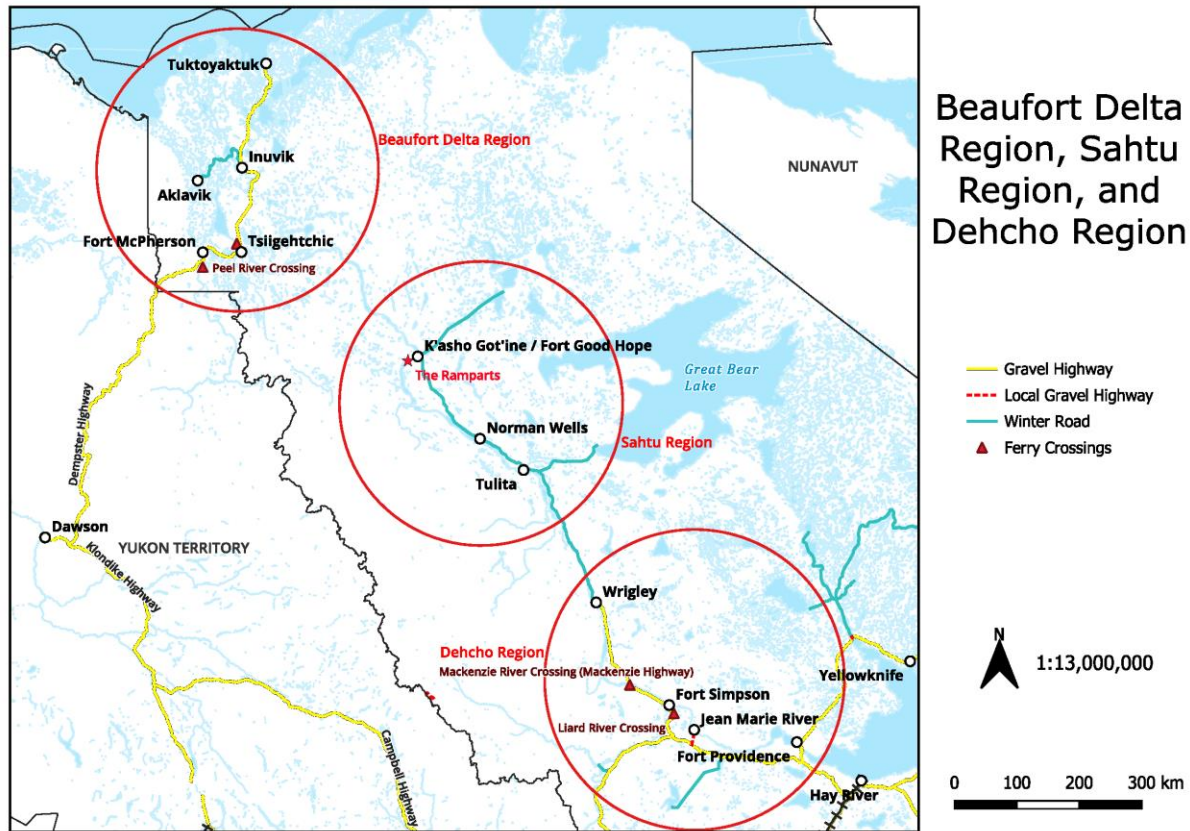 Tuktoyaktuk
Beaufort Delta Region
Inuvik
Aklavik
NUNAVUT
Fort McPherson
Tsiigehtchic
Peel River Crossing
K'asho Got'ine / Fort Good Hope
The Ramparts
Great Bear
Lake
Dempster Highway
Norman Wells
Sahtu Region
Tulita
Dawson
YUKON TERRITORY
Klondike Highway
Wrigley
Dehcho Region
Mackenzie River Crossing (Mackenzie Highway)
Yellowknife
Fort Simpson
Jean Marie River
Liard River Crossing
Fort Providence
Campbell Highway
Hay River
Beaufort Delta
Region, Sahtu
Region, and
Dehcho Region
Gravel Highway
Local Gravel Highway
Winter Road
Ferry Crossings
N
1:13,000,000
0 100 200 300 km